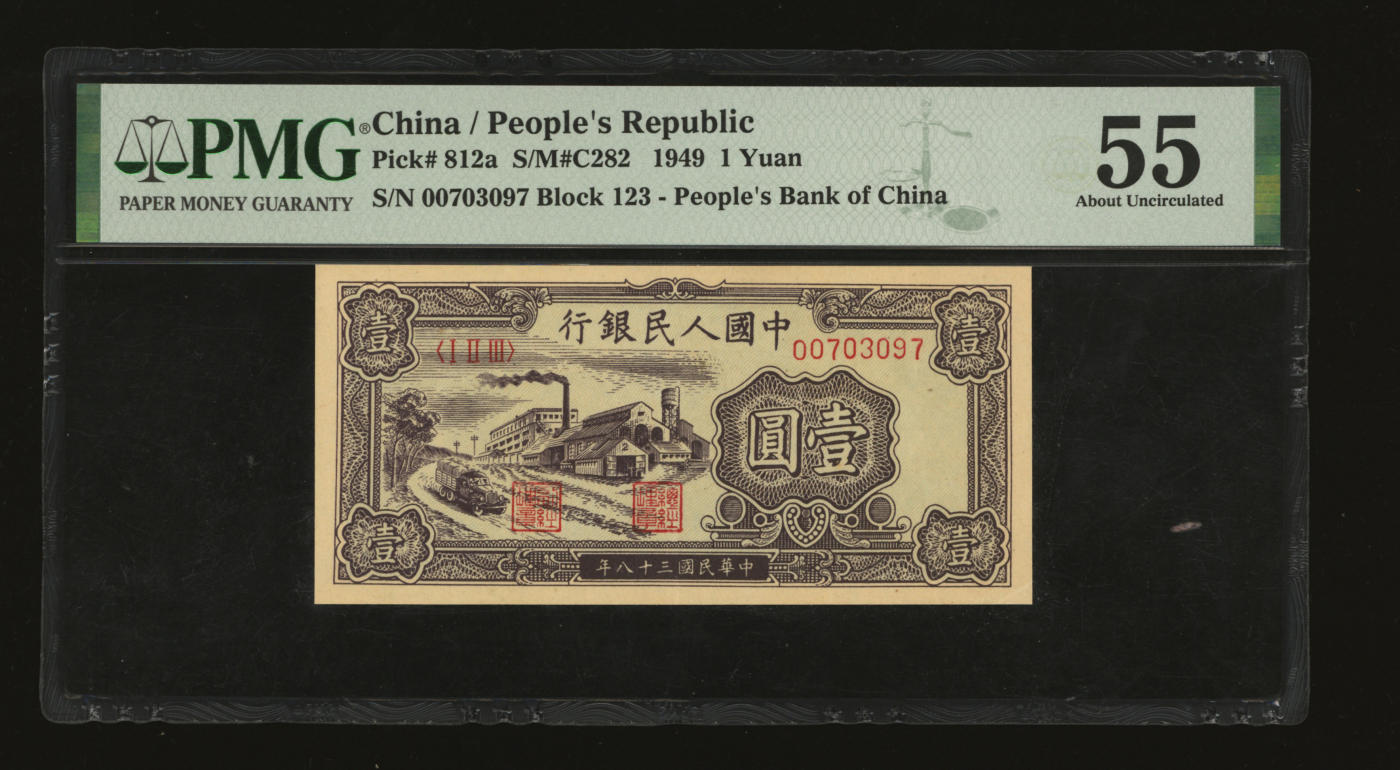 PMG®
PAPER MONEY GUARANTY
China / People's Republic
Pick# 812a S/M#C282 1949 1 Yuan
S/N 00703097 Block 123 - People's Bank of China
55
About Uncirculated
行銀民人國中
壹
壹
〈I II III〉
00703097
2
圓壹
壹
壹
年八十三國民華中